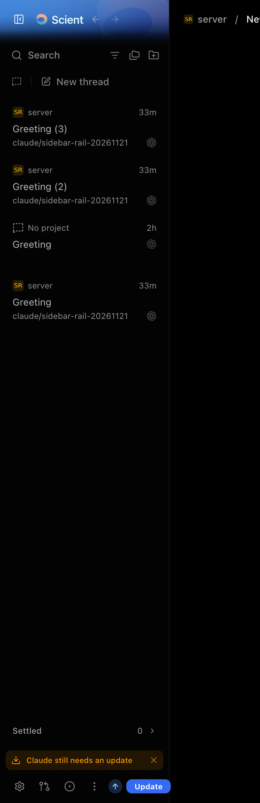 Scient
SR server / Ne
Search
New thread
SR server 33m
Greeting (3)
claude/sidebar-rail-20261121
SR server 33m
Greeting (2)
claude/sidebar-rail-20261121
No project 2h
Greeting
SR server 33m
Greeting
claude/sidebar-rail-20261121
Settled 0
Claude still needs an update
Update